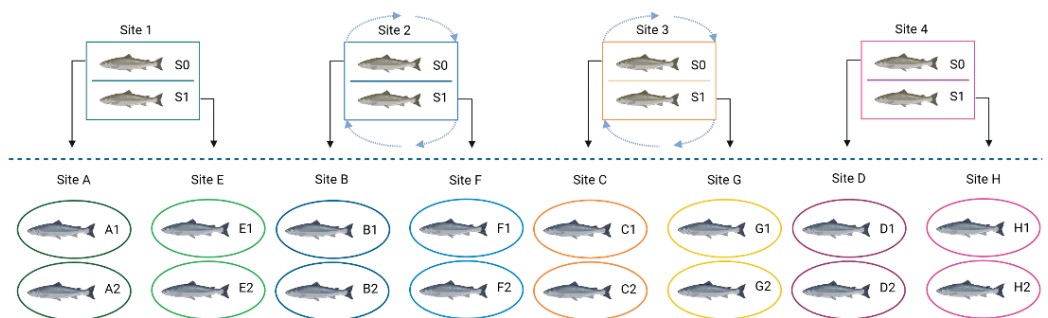 Site 1
Site 2
Site 3
Site 4
S0
S0
S0
S0
S1
S1
S1
S1
Site A
Site E
Site B
Site F
Site C
Site G
Site D
Site H
A1
E1
B1
F1
C1
G1
D1
H1
A2
E2
B2
F2
C2
G2
D2
H2